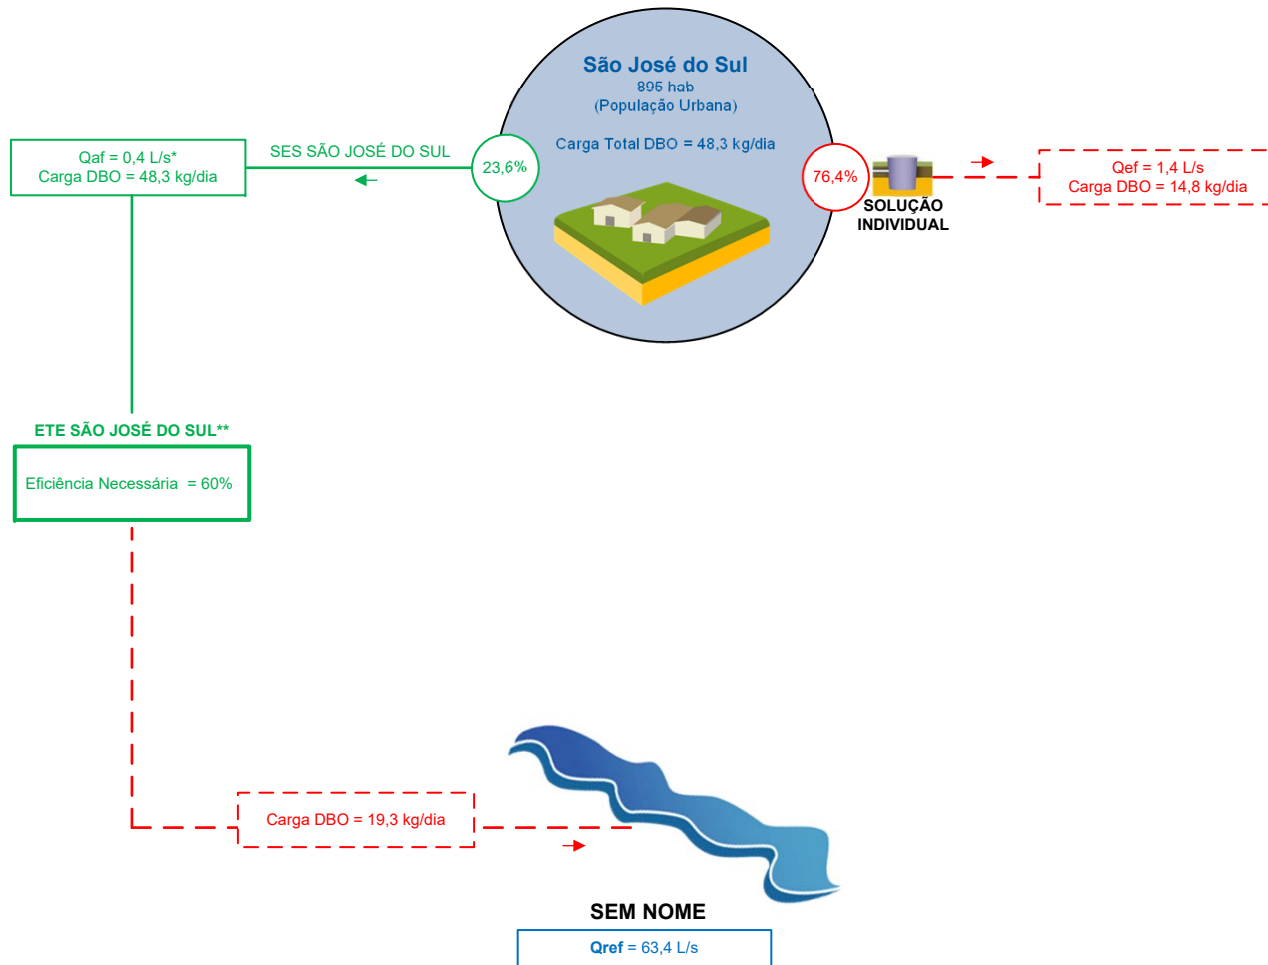 São José do Sul
895 hab
(População Urbana)
Carga Total DBO = 48,3 kg/dia
23,6%
SES SÃO JOSÉ DO SUL
Qaf = 0,4 L/s*
Carga DBO = 48,3 kg/dia
76,4%
SOLUÇÃO
INDIVIDUAL
Qef = 1,4 L/s
Carga DBO = 14,8 kg/dia
ETE SÃO JOSÉ DO SUL**
Eficiência Necessária = 60%
Carga DBO = 19,3 kg/dia
SEM NOME
Qref = 63,4 L/s